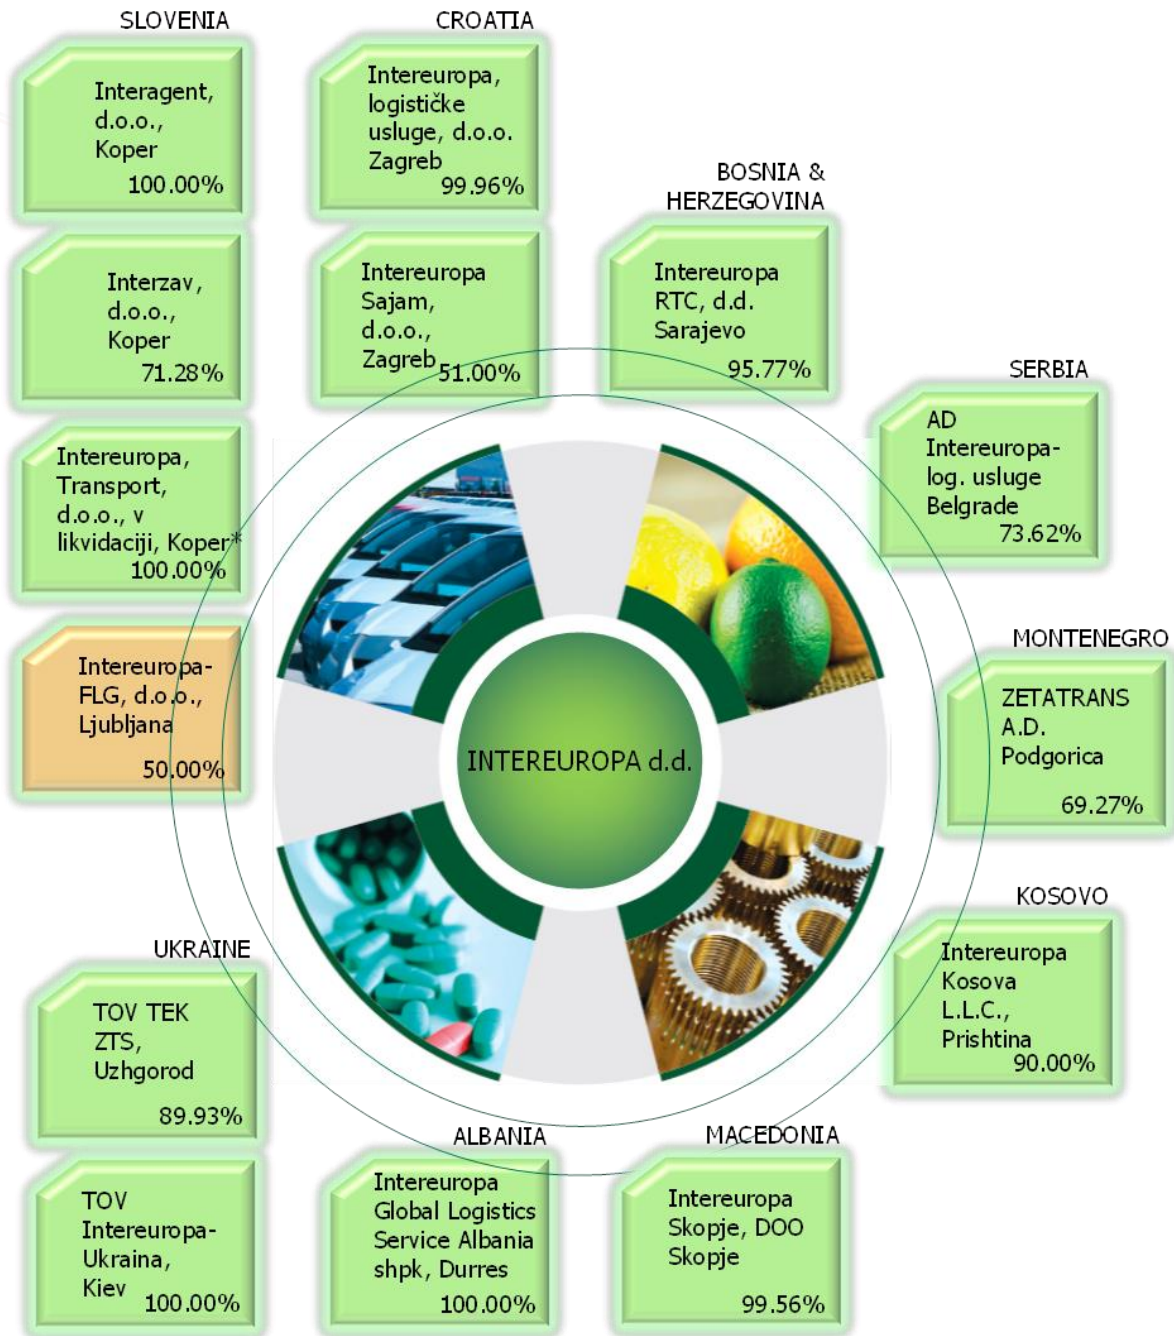 SLOVENIA
Interagent,
d.o.o.,
Koper
100.00%
Interzav,
d.o.o.,
Koper
71.28%
Intereuropa,
Transport,
d.o.o., v
likvidaciji, Koper*
100.00%
Intereuropa-
FLG, d.o.o.,
Ljubljana
50.00%
CROATIA
Intereuropa,
logističke
usluge, d.o.o.
Zagreb
99.96%
Intereuropa
Sajam,
d.o.o.,
Zagreb
51.00%
BOSNIA &
HERZEGOVINA
Intereuropa
RTC, d.d.
Sarajevo
95.77%
SERBIA
AD
Intereuropa-
log. usluge
Belgrade
73.62%
MONTENEGRO
ZETATRANS
A.D.
Podgorica
69.27%
INTEREUROPA d.d.
KOSOVO
Intereuropa
Kosova
L.L.C.,
Prishtina
90.00%
UKRAINE
TOV TEK
ZTS,
Uzhgorod
89.93%
TOV
Intereuropa-
Ukraina,
Kiev
100.00%
ALBANIA
Intereuropa
Global Logistics
Service Albania
shpk, Durres
100.00%
MACEDONIA
Intereuropa
Skopje, DOO
Skopje
99.56%